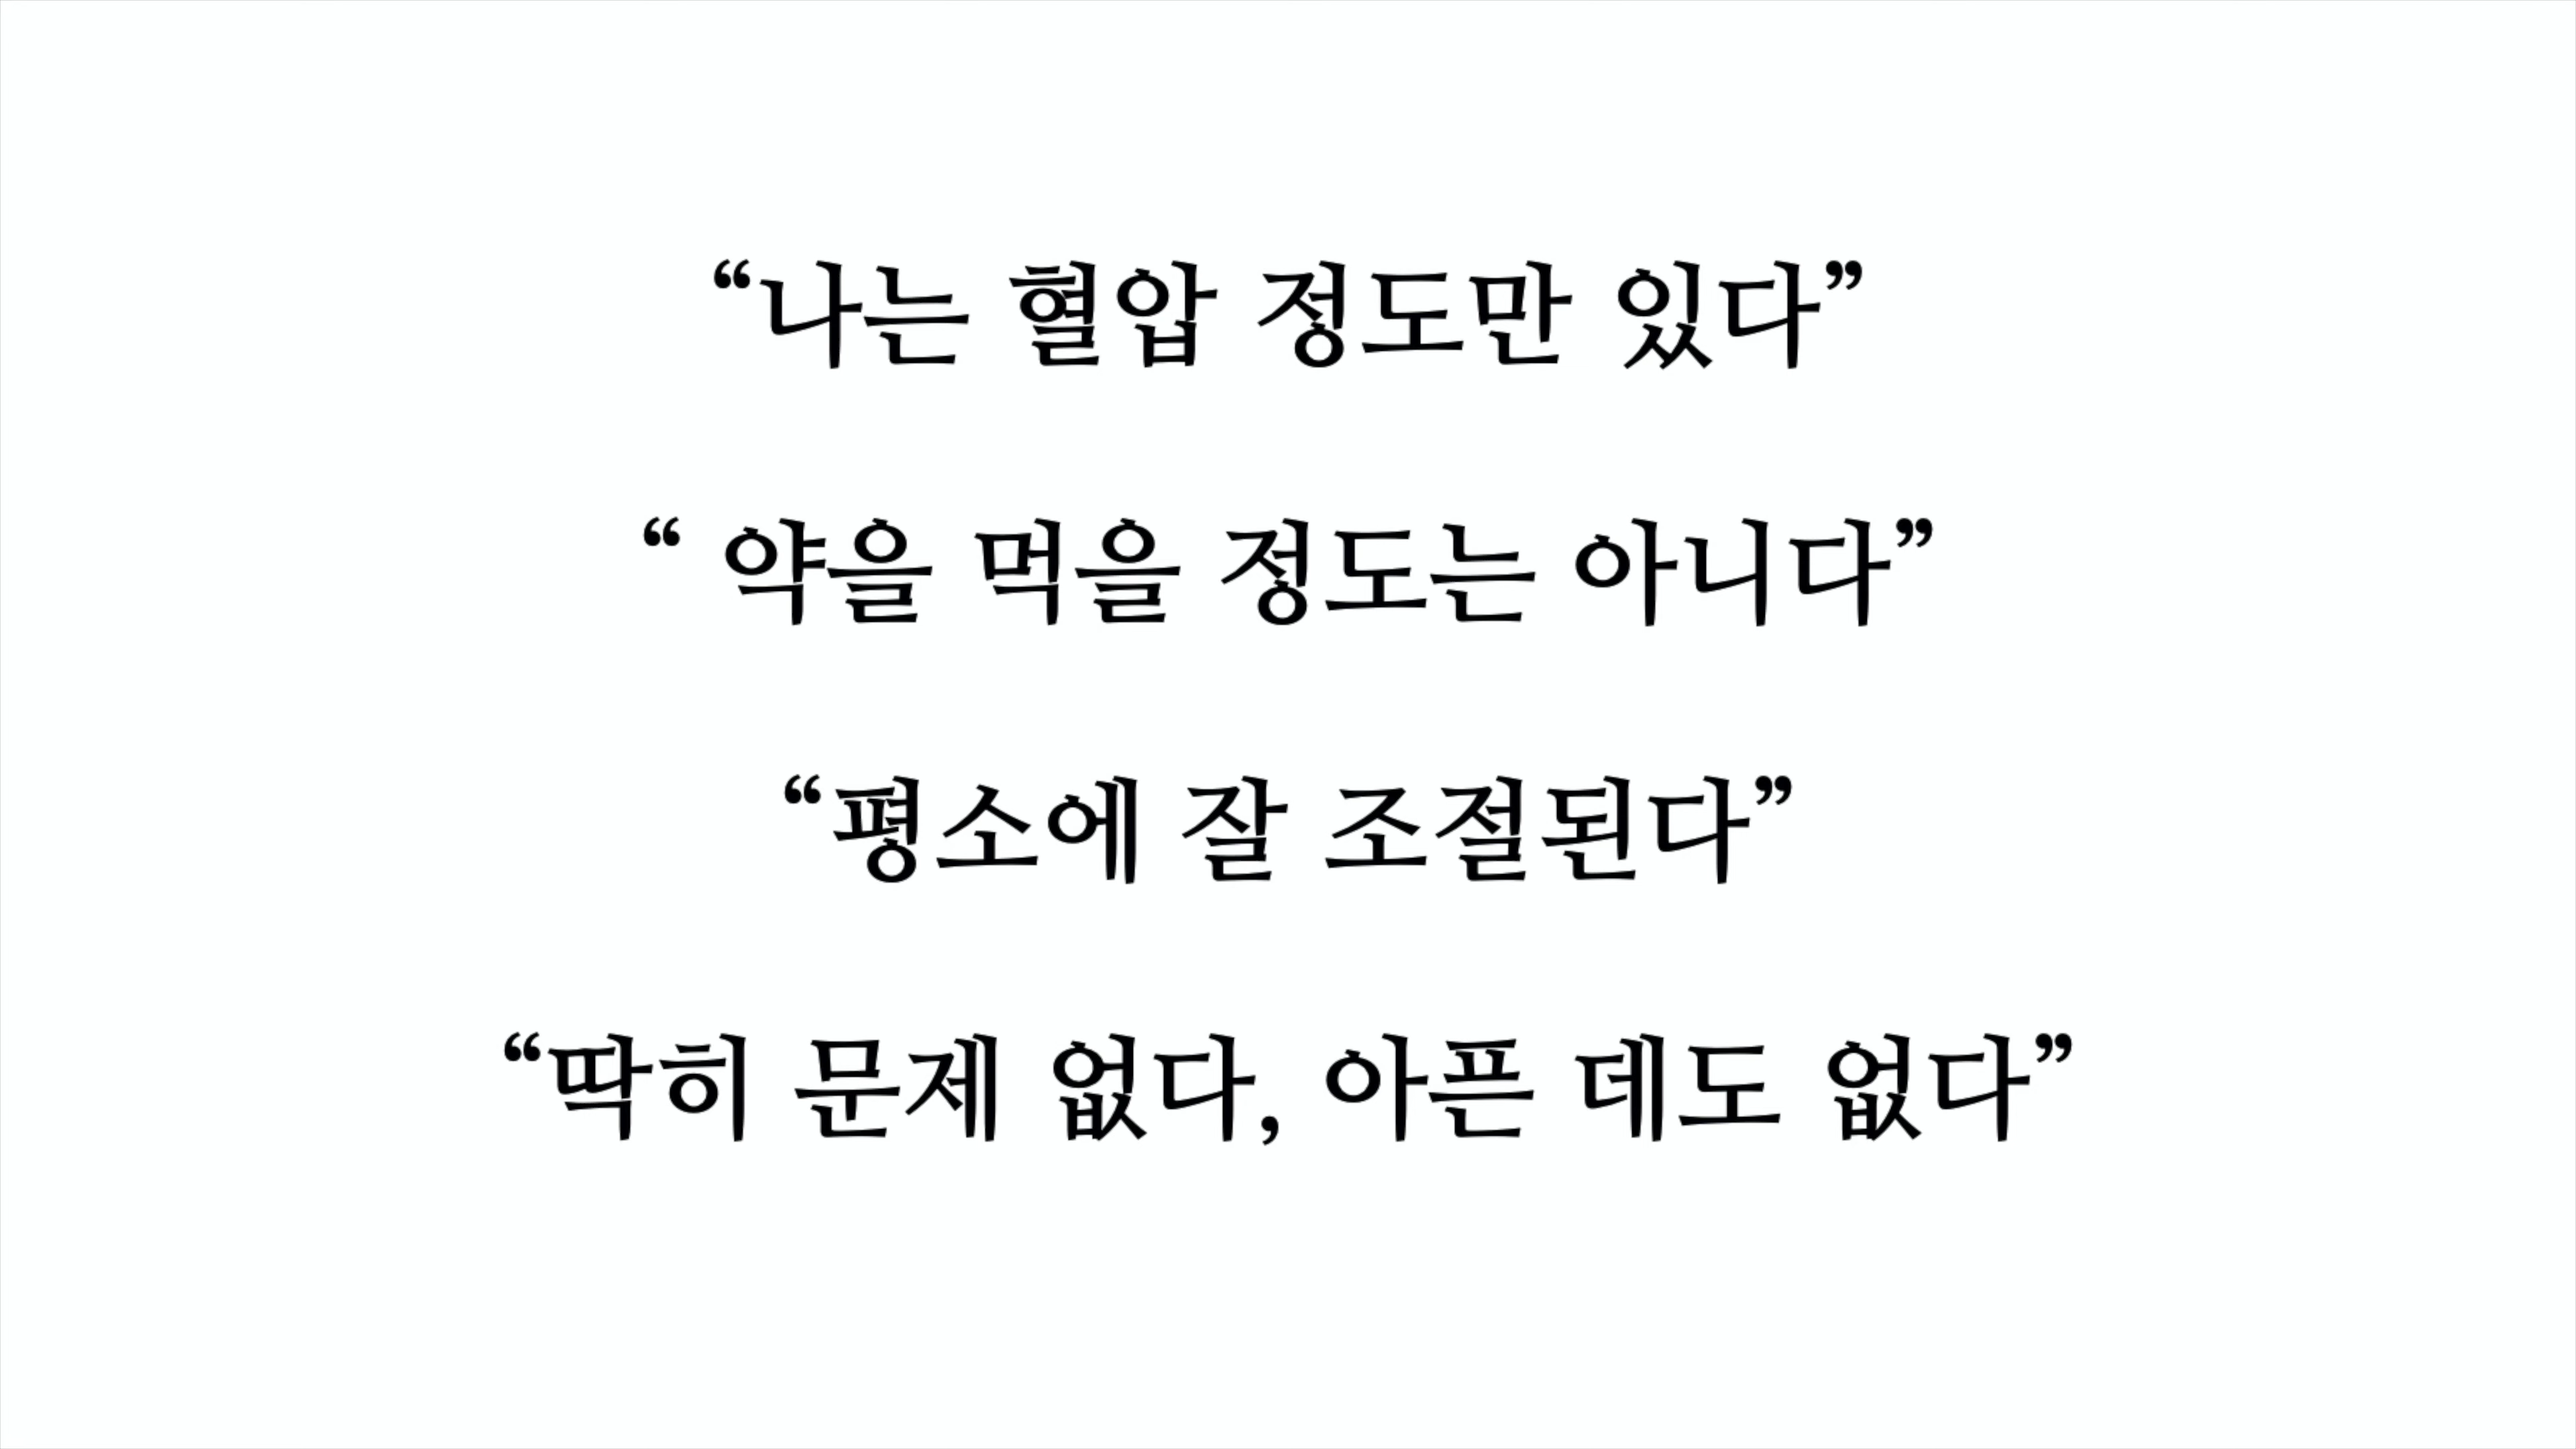 “나는 혈압 정도만 있다”
“ 약을 먹을 정도는 아니다”
“평소에 잘 조절된다”
“딱히 문제 없다, 아픈 데도 없다”